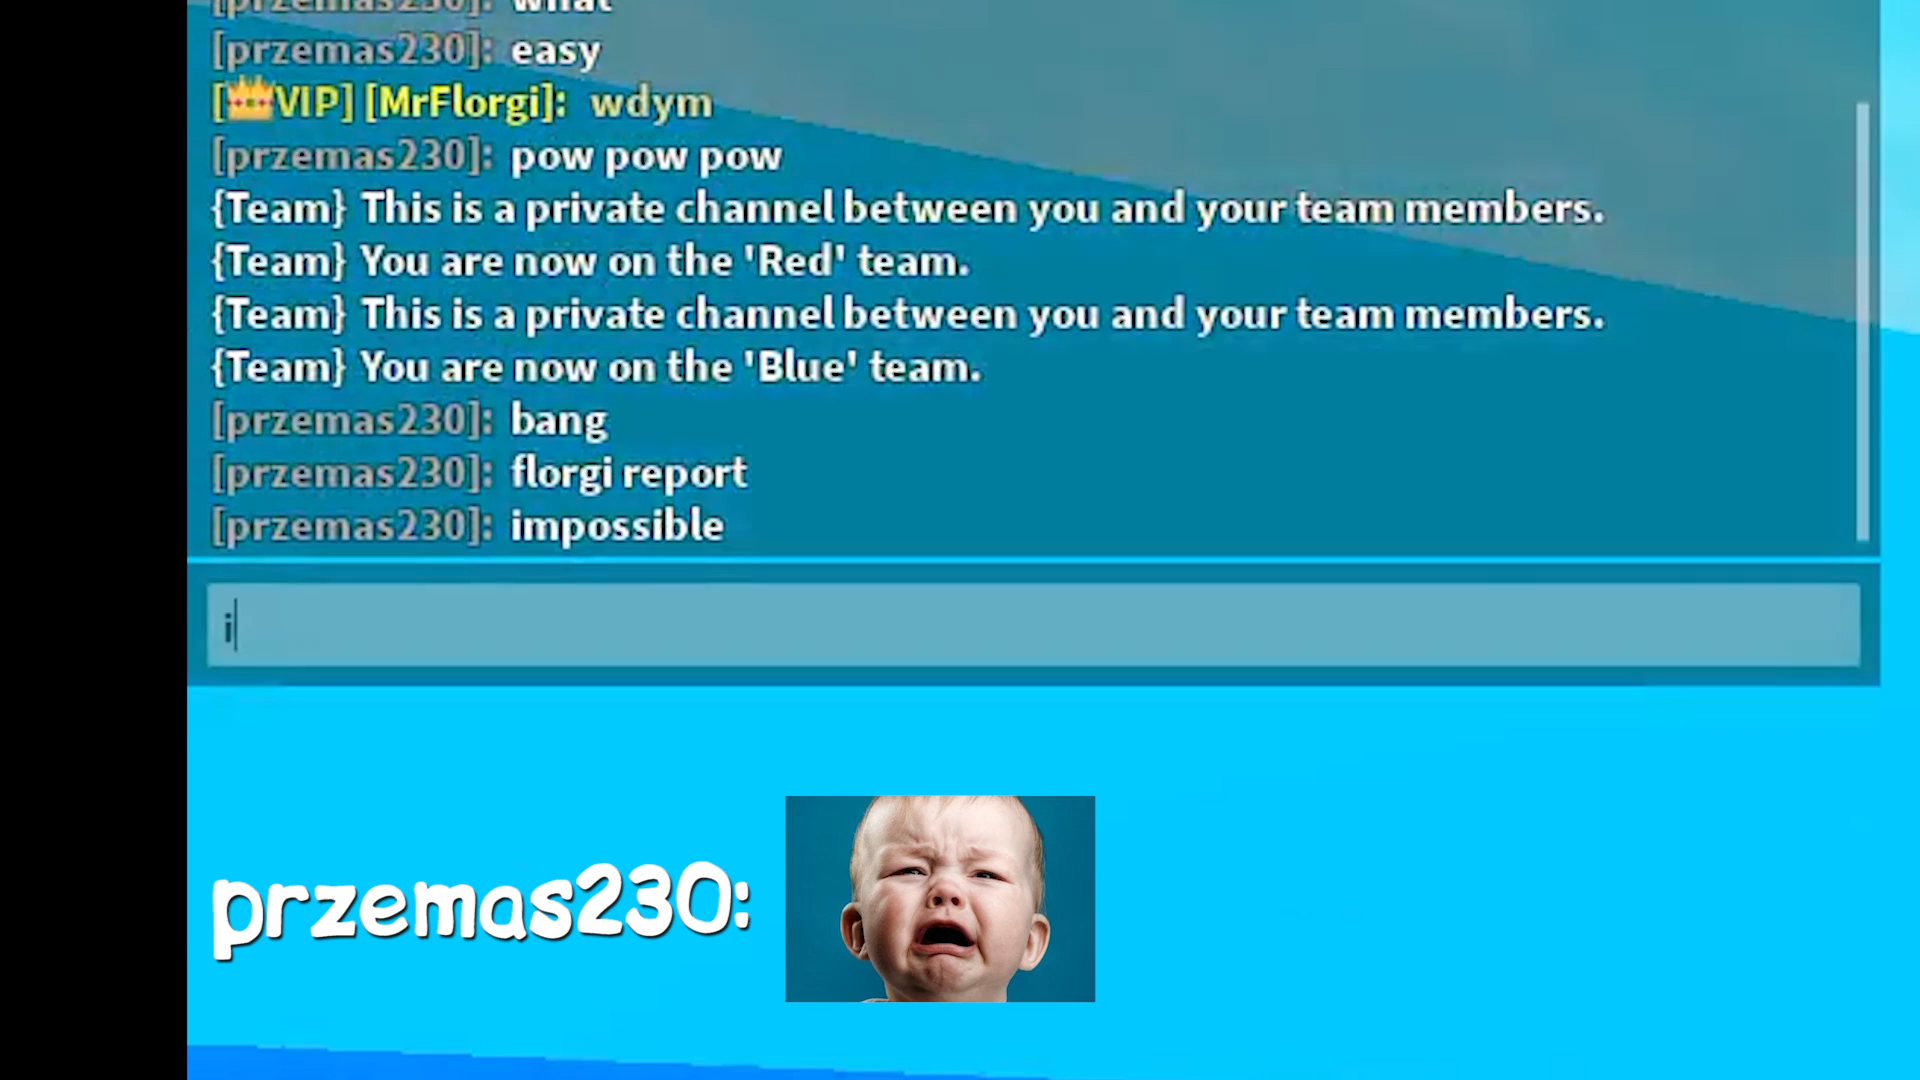 [przemas230]: what
[przemas230]: easy
[👑VIP] [MrFlorgi]: wdym
[przemas230]: pow pow pow
{Team} This is a private channel between you and your team members.
{Team} You are now on the 'Red' team.
{Team} This is a private channel between you and your team members.
{Team} You are now on the 'Blue' team.
[przemas230]: bang
[przemas230]: florgi report
[przemas230]: impossible
i
przemas230: